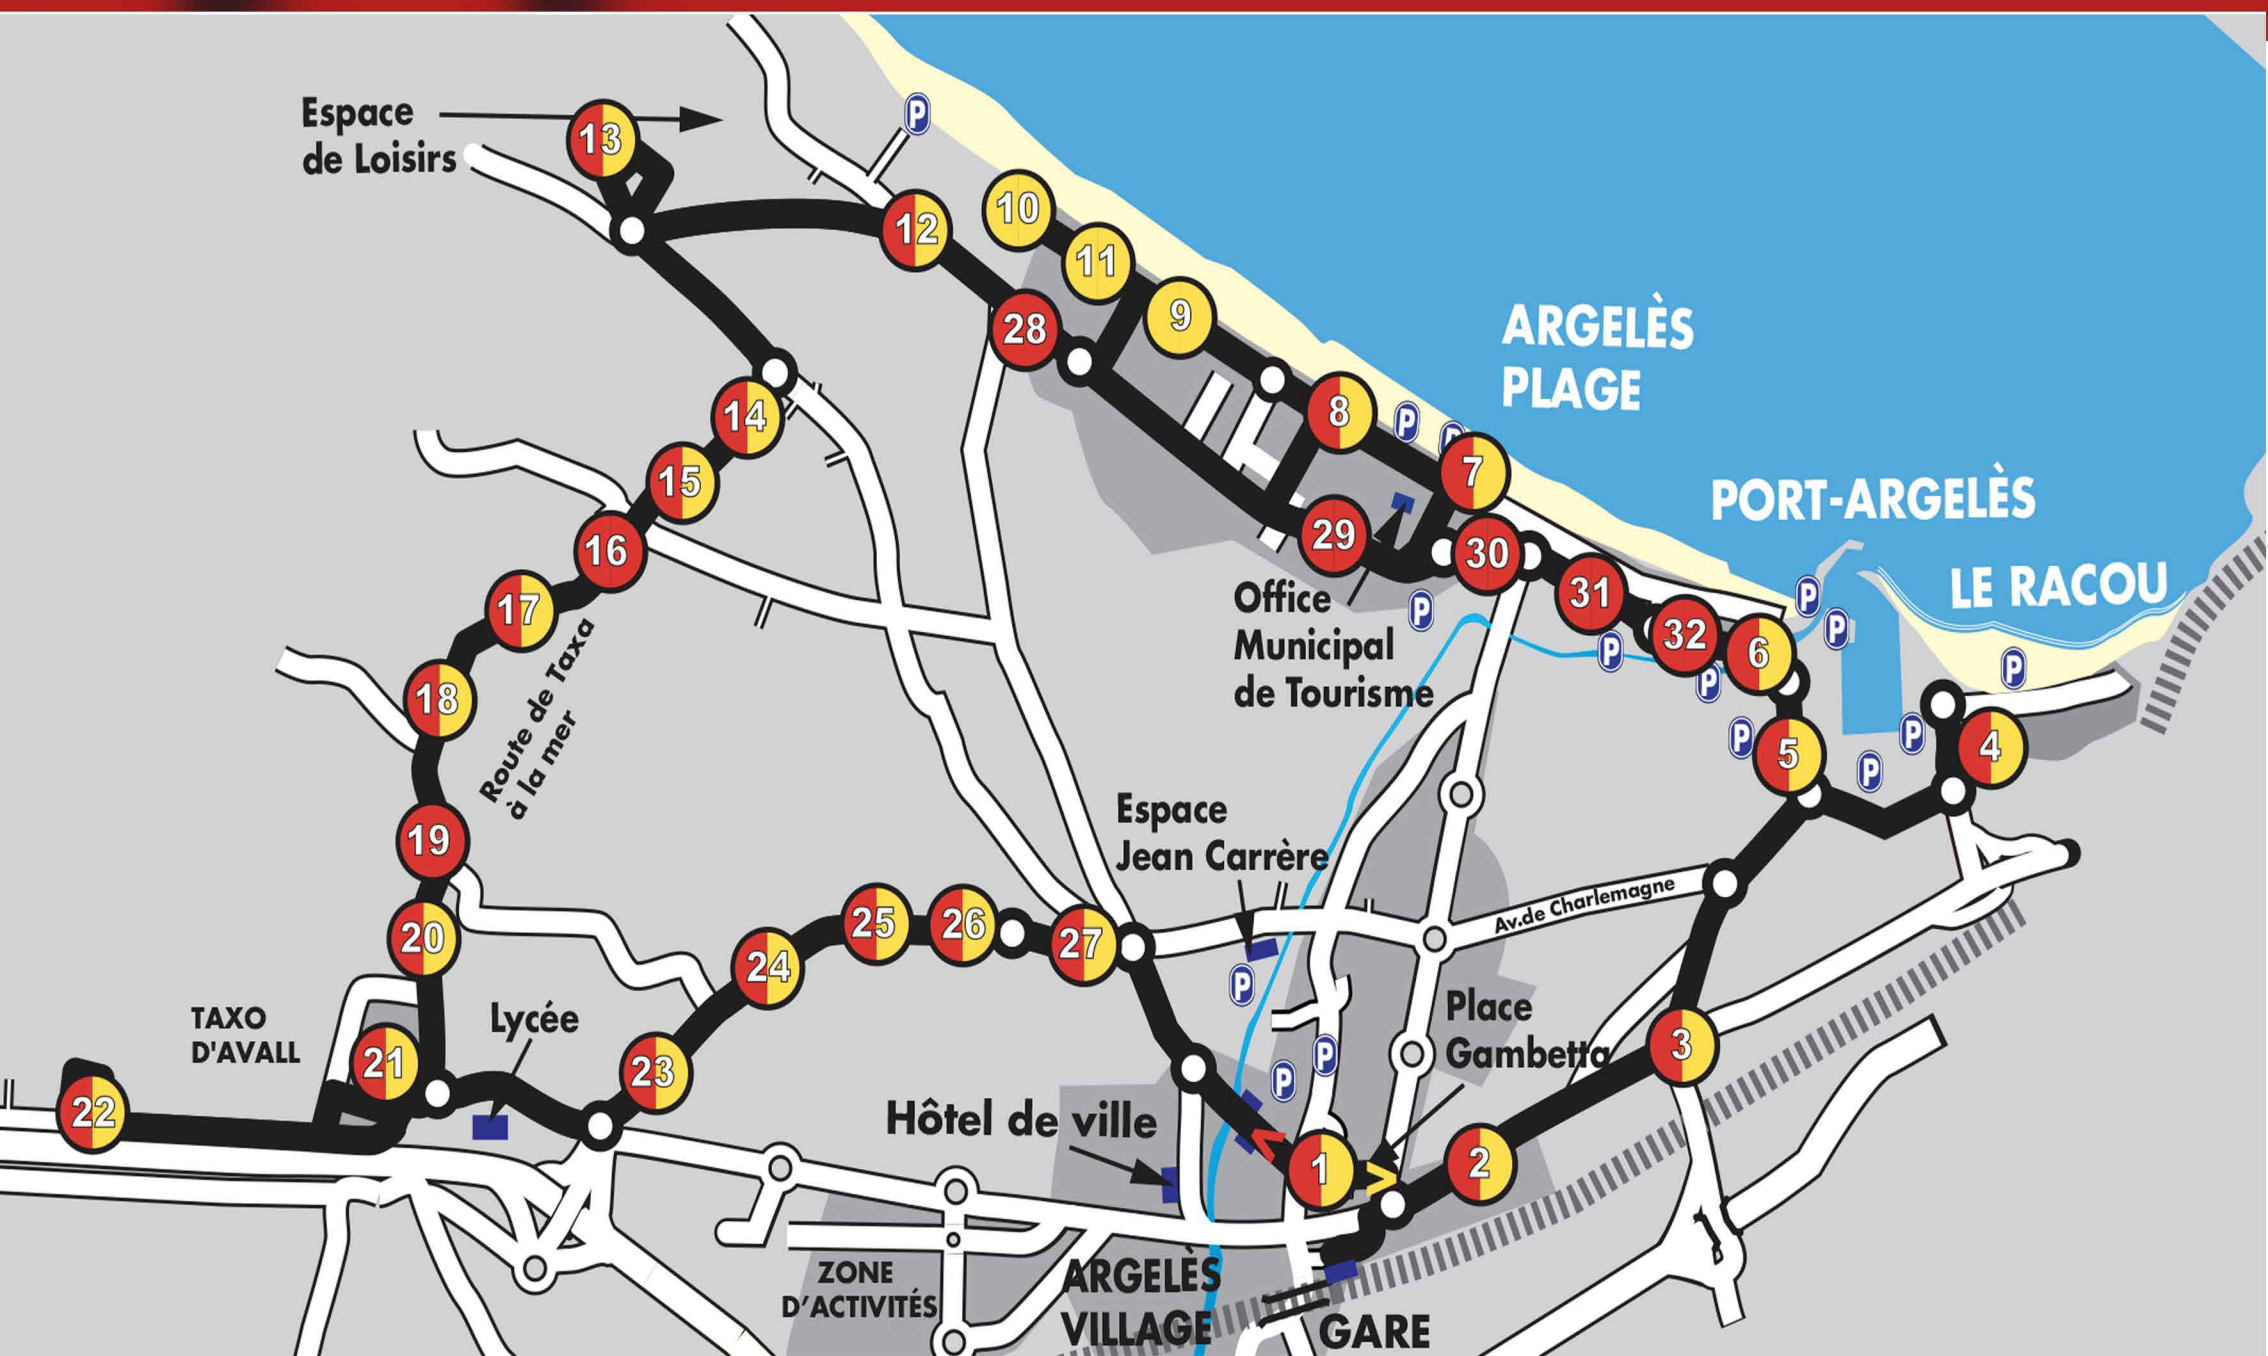 Espace
de Loisirs
13
P
10
12
11
9
28
ARGELÈS
PLAGE
8
P
P
14
7
15
PORT-ARGELÈS
16
29
30
LE RACOU
31
P
Office
Municipal
de Tourisme
P
P
17
32
6
P
P
P
18
Route de Taxa
à la mer
P
5
P
P
4
Espace
Jean Carrère
19
Av.de Charlemagne
20
25
26
27
24
P
TAXO
D'AVALL
Lycée
Place
Gambetta
3
21
23
P
P
22
Hôtel de ville
1
2
ZONE
D'ACTIVITÉS
ARGELÈS
VILLAGE
GARE